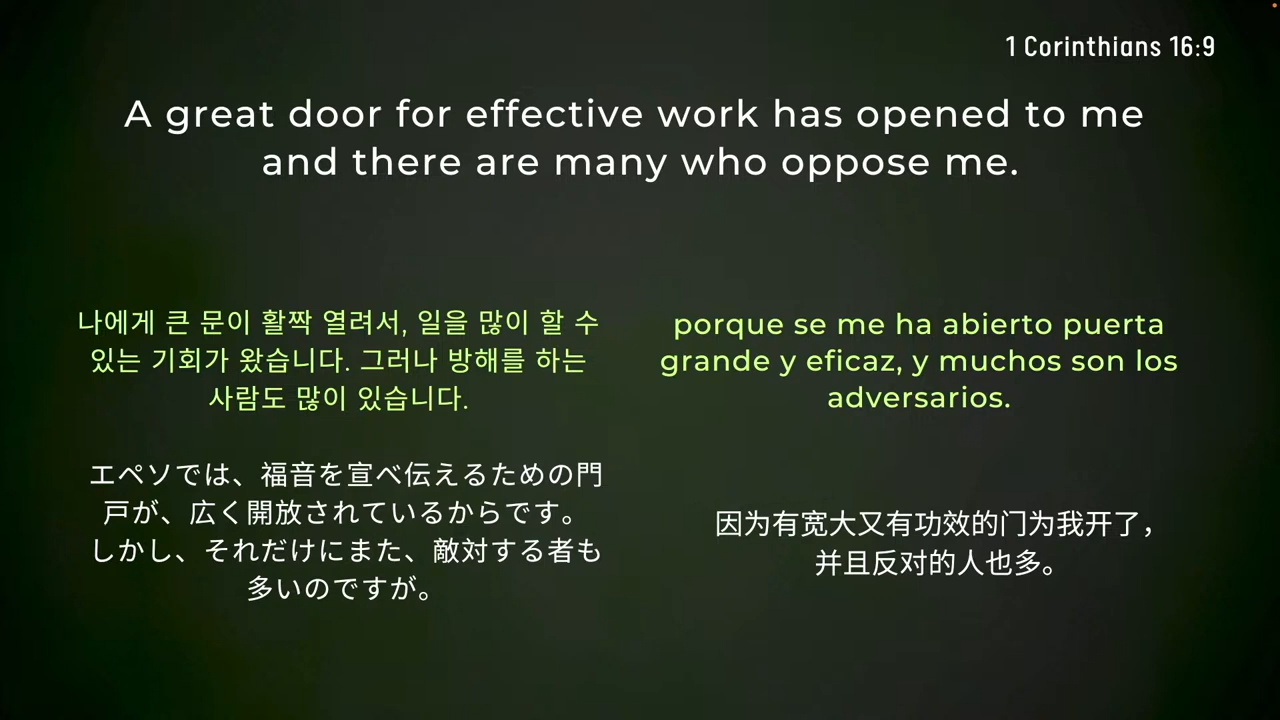 1 Corinthians 16:9
A great door for effective work has opened to me
and there are many who oppose me.
나에게 큰 문이 활짝 열려서, 일을 많이 할 수
있는 기회가 왔습니다. 그러나 방해를 하는
사람도 많이 있습니다.
porque se me ha abierto puerta
grande y eficaz, y muchos son los
adversarios.
エペソでは、福音を宣べ伝えるための門
戸が、広く開放されているからです。
しかし、それだけにまた、敵対する者も
多いのですが。
因为有宽大又有功效的门为我开了，
并且反对的人也多。